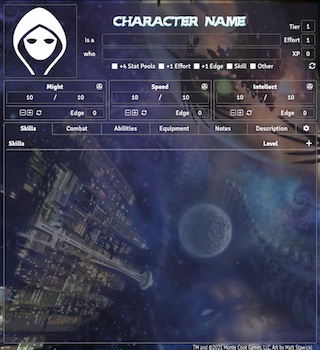 CHARACTER NAME
Tier 1
is a
Effort 1
who
XP 0
+4 Stat Pools +1 Effort +1 Edge Skill Other
Might Speed Intellect
10 / 10 10 / 10 10 / 10
Edge 0 Edge 0 Edge 0
Skills Combat Abilities Equipment Notes Description
Skills Level +
TM and ©2021 Monte Cook Games, LLC. Art by Matt Stawicki